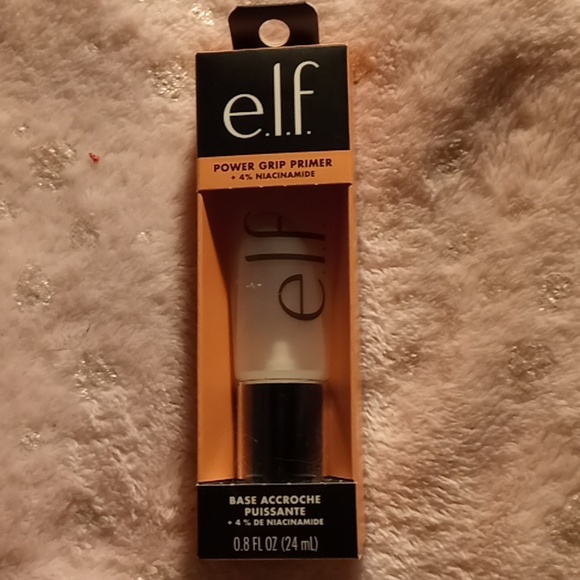 e.l.f.
POWER GRIP PRIMER
+ 4% NIACINAMIDE
e.l.f.
BASE ACCROCHE
PUISSANTE
+ 4 % DE NIACINAMIDE
0.8 FL OZ (24 mL)